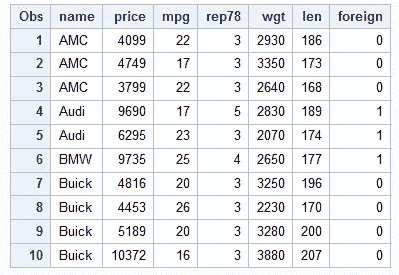 Obs name price mpg rep78 wgt len foreign
1 AMC 4099 22 3 2930 186 0
2 AMC 4749 17 3 3350 173 0
3 AMC 3799 22 3 2640 168 0
4 Audi 9690 17 5 2830 189 1
5 Audi 6295 23 3 2070 174 1
6 BMW 9735 25 4 2650 177 1
7 Buick 4816 20 3 3250 196 0
8 Buick 4453 26 3 2230 170 0
9 Buick 5189 20 3 3280 200 0
10 Buick 10372 16 3 3880 207 0